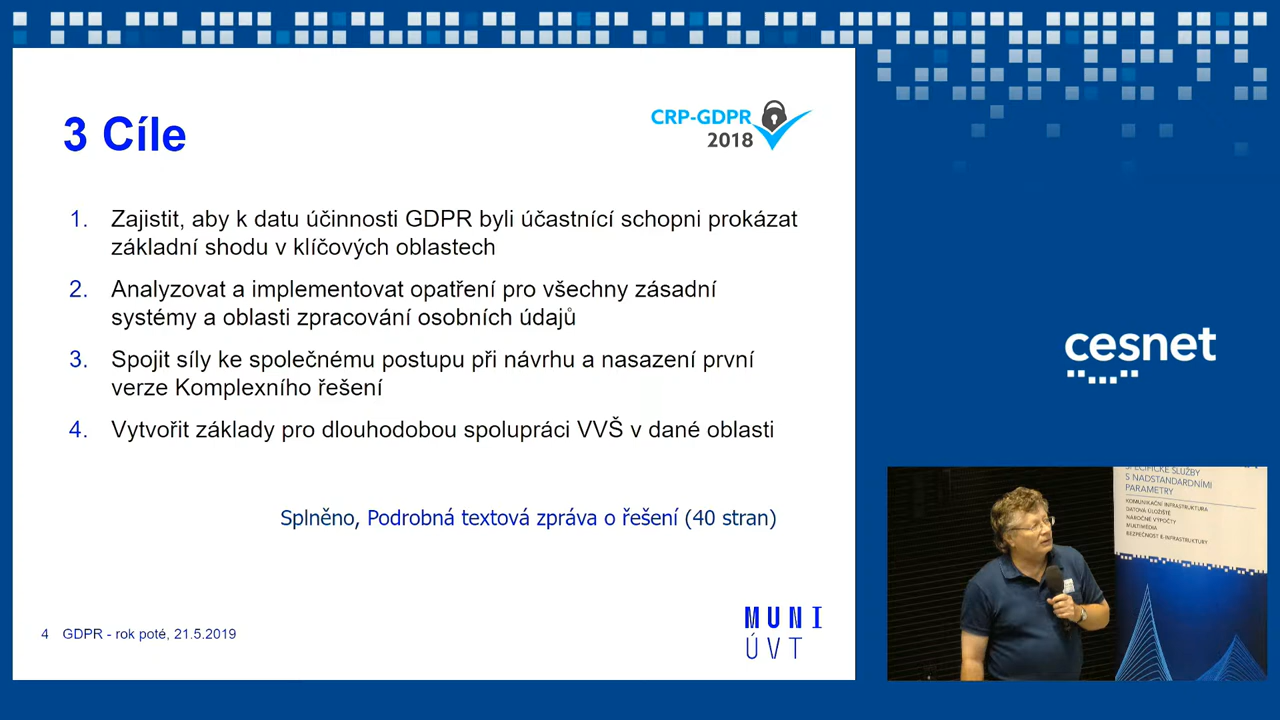 3 Cíle
CRP-GDPR
2018
1. Zajistit, aby k datu účinnosti GDPR byli účastnící schopni prokázat
základní shodu v klíčových oblastech
2. Analyzovat a implementovat opatření pro všechny zásadní
systémy a oblasti zpracování osobních údajů
3. Spojit síly ke společnému postupu při návrhu a nasazení první
verze Komplexního řešení
4. Vytvořit základy pro dlouhodobou spolupráci VVŠ v dané oblasti
Splněno, Podrobná textová zpráva o řešení (40 stran)
4 GDPR - rok poté, 21.5.2019
MUNI
ÚVT
cesnet
SPECIFICKÉ SLUŽBY
S NADSTANDARDNÍMI
PARAMETRY
KOMUNIKAČNÍ INFRASTRUKTURA
DATOVÁ ÚLOŽIŠTĚ
NÁROČNÉ VÝPOČTY
MULTIMÉDIA
BEZPEČNOST E-INFRASTRUKTURY